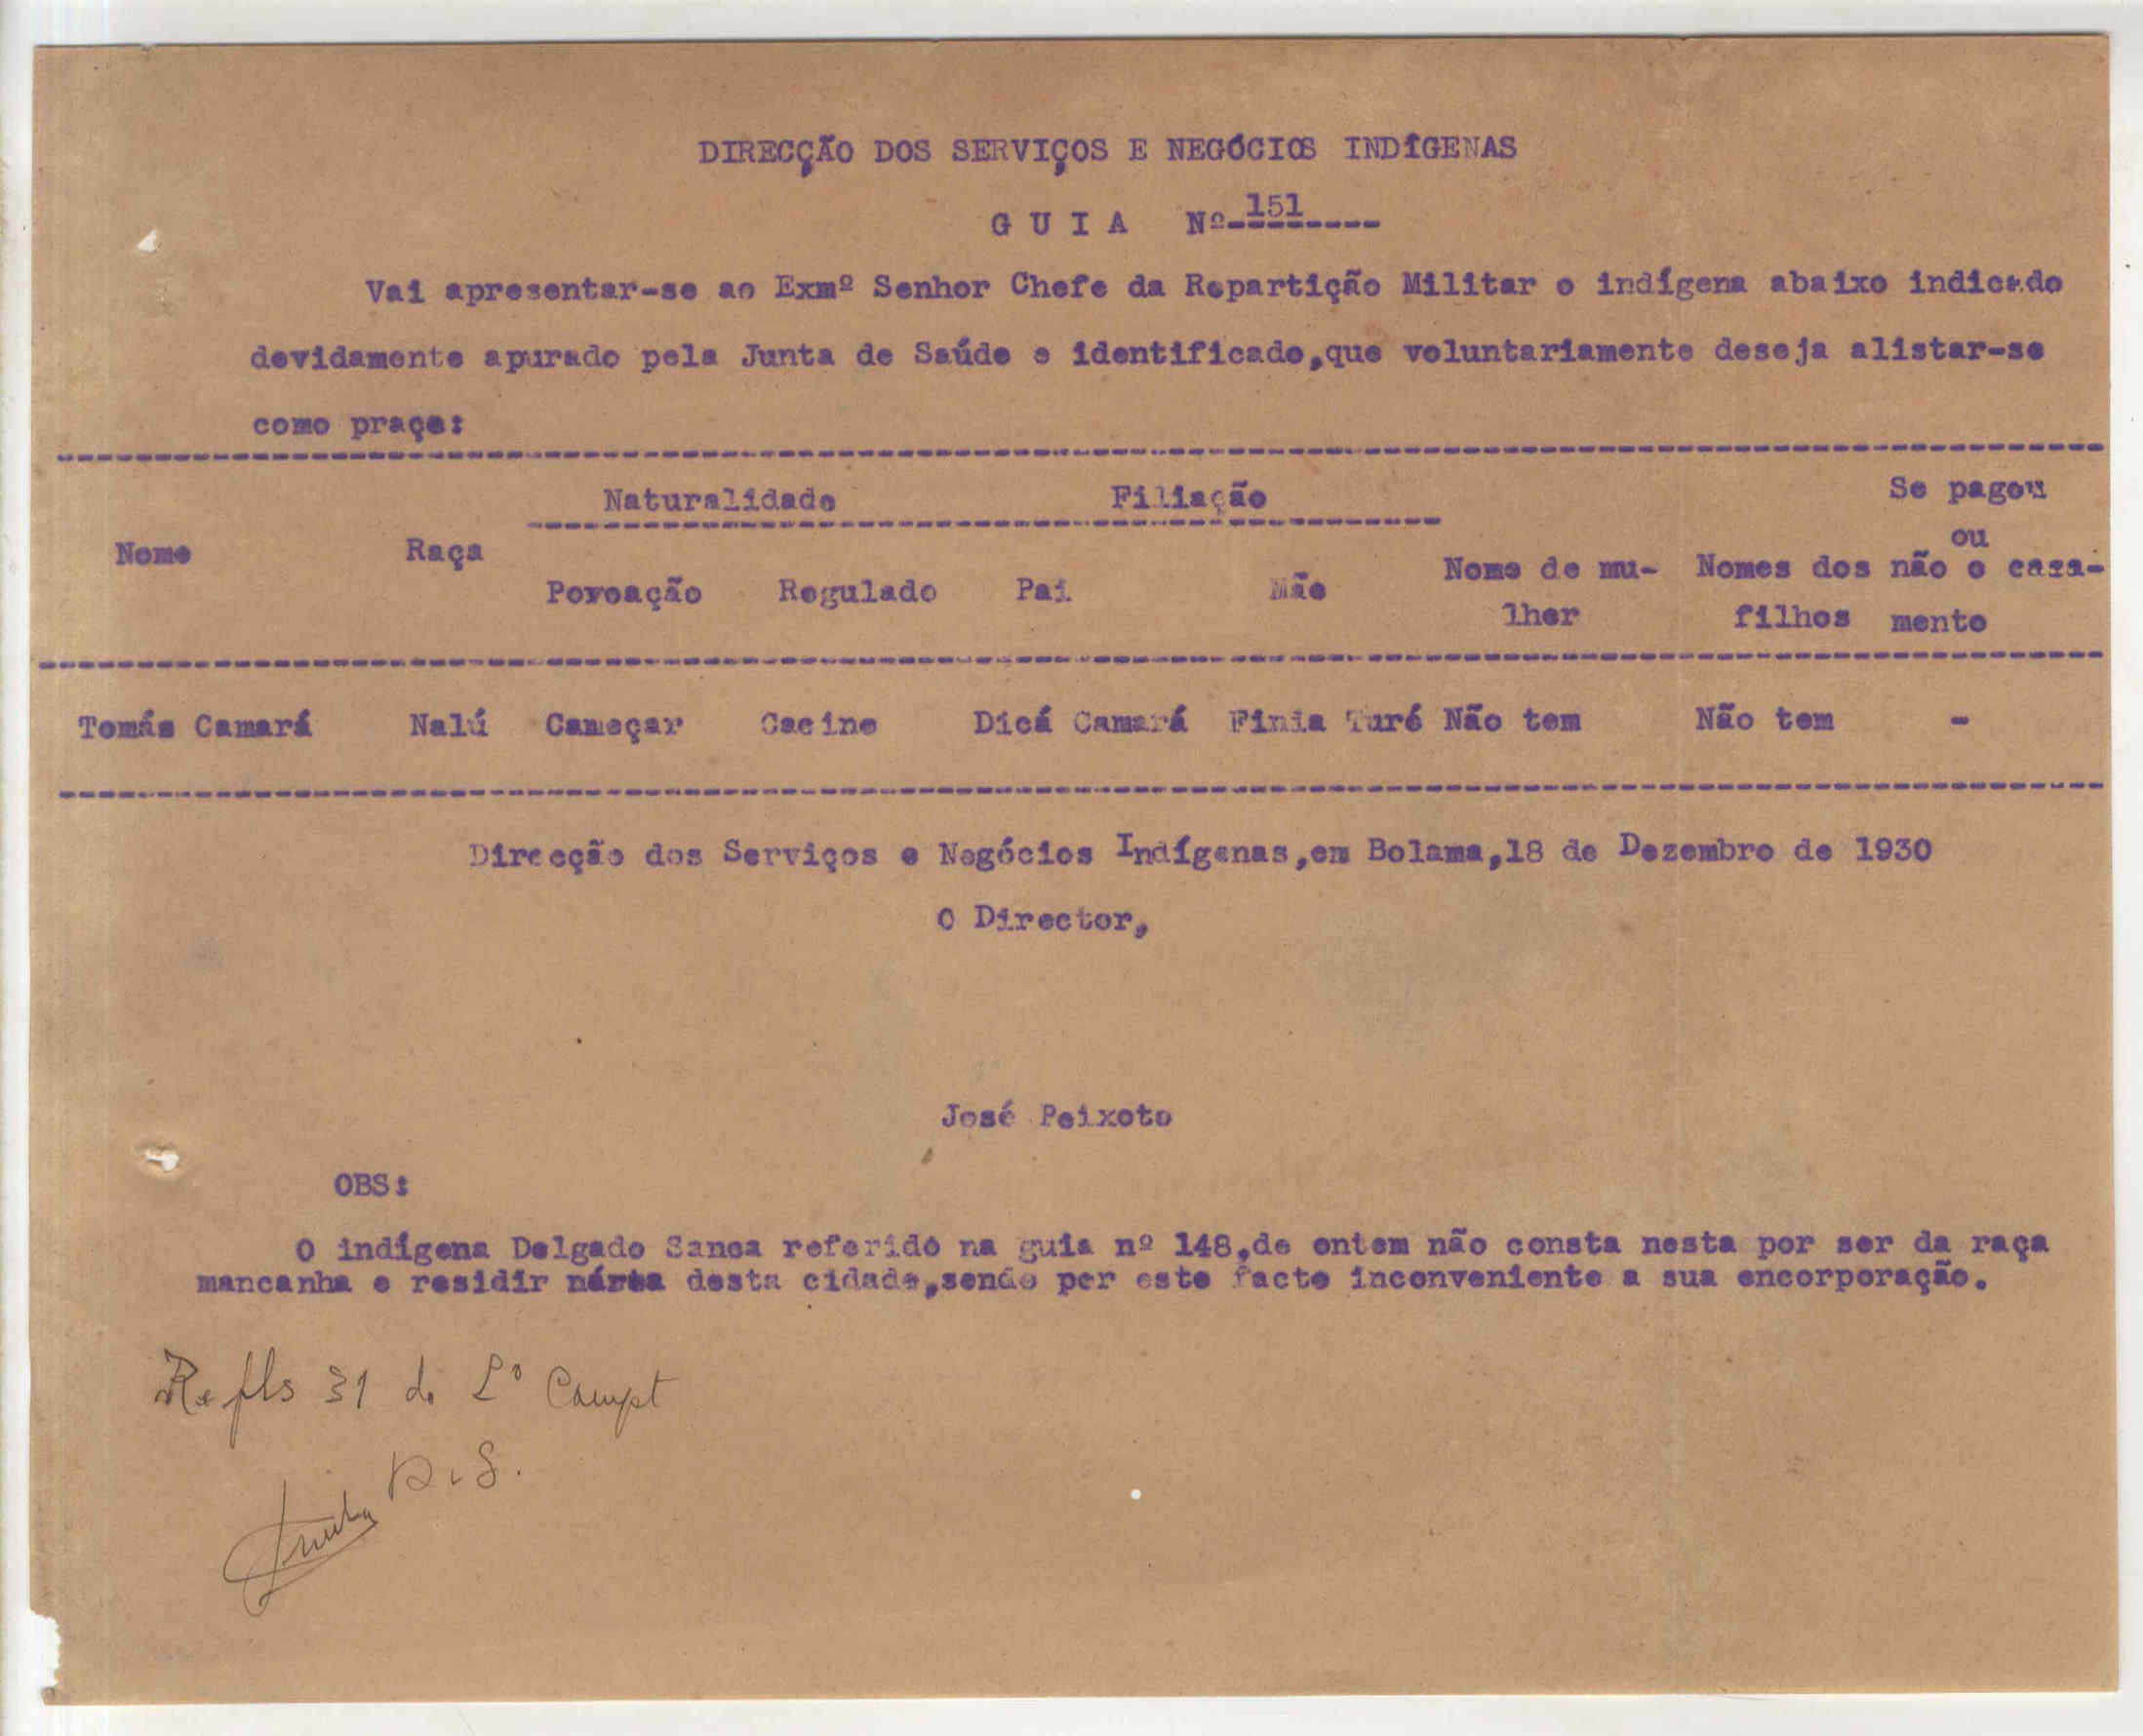 DIRECÇÃO DOS SERVIÇOS E NEGÓCIOS INDÍGENAS
G U I A Nº-151----
Vai apresentar-se ao Exmº Senhor Chefe da Repartição Militar o indígena abaixo indicado
devidamente apurado pela Junta de Saúde e identificado,que voluntariamente deseja alistar-se
como praça:
Naturalidade Filiação Se pagou
ou
Nome Raça Nome de mu- Nomes dos não o casa-
Povoação Regulado Pai Mãe lher filhos mento
Tomás Camará Nalú Cameçar Cacine Dicá Camará Finia Turé Não tem Não tem -
Direcção dos Serviços e Negócios Indígenas,em Bolama,18 de Dezembro de 1930
O Director,
José Peixoto
OBS:
O indígena Delgado Sanca referido na guia nº 148,de ontem não consta nesta por ser da raça
mancanha e residir desta cidade,sendo por este facto inconveniente a sua encorporação.
fls 31 do Lº Compt